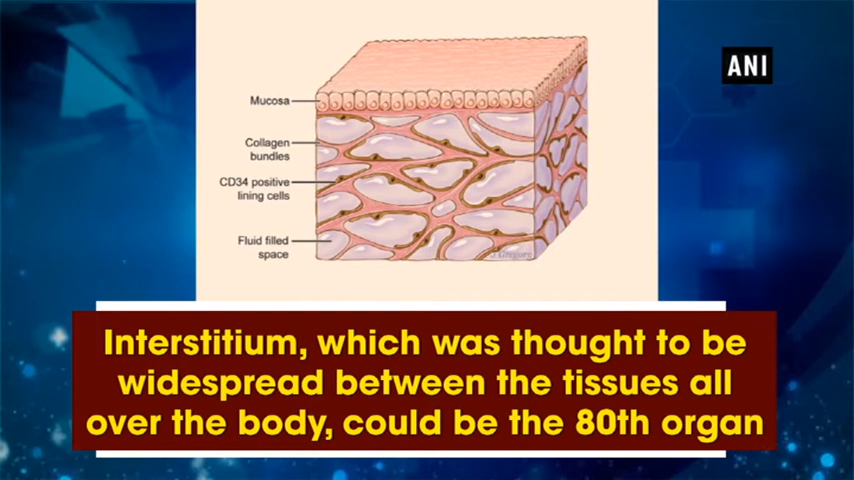 ANI
Mucosa
Collagen
bundles
CD34 positive
lining cells
Fluid filled
space
J. Gregory
Interstitium, which was thought to be
widespread between the tissues all
over the body, could be the 80th organ